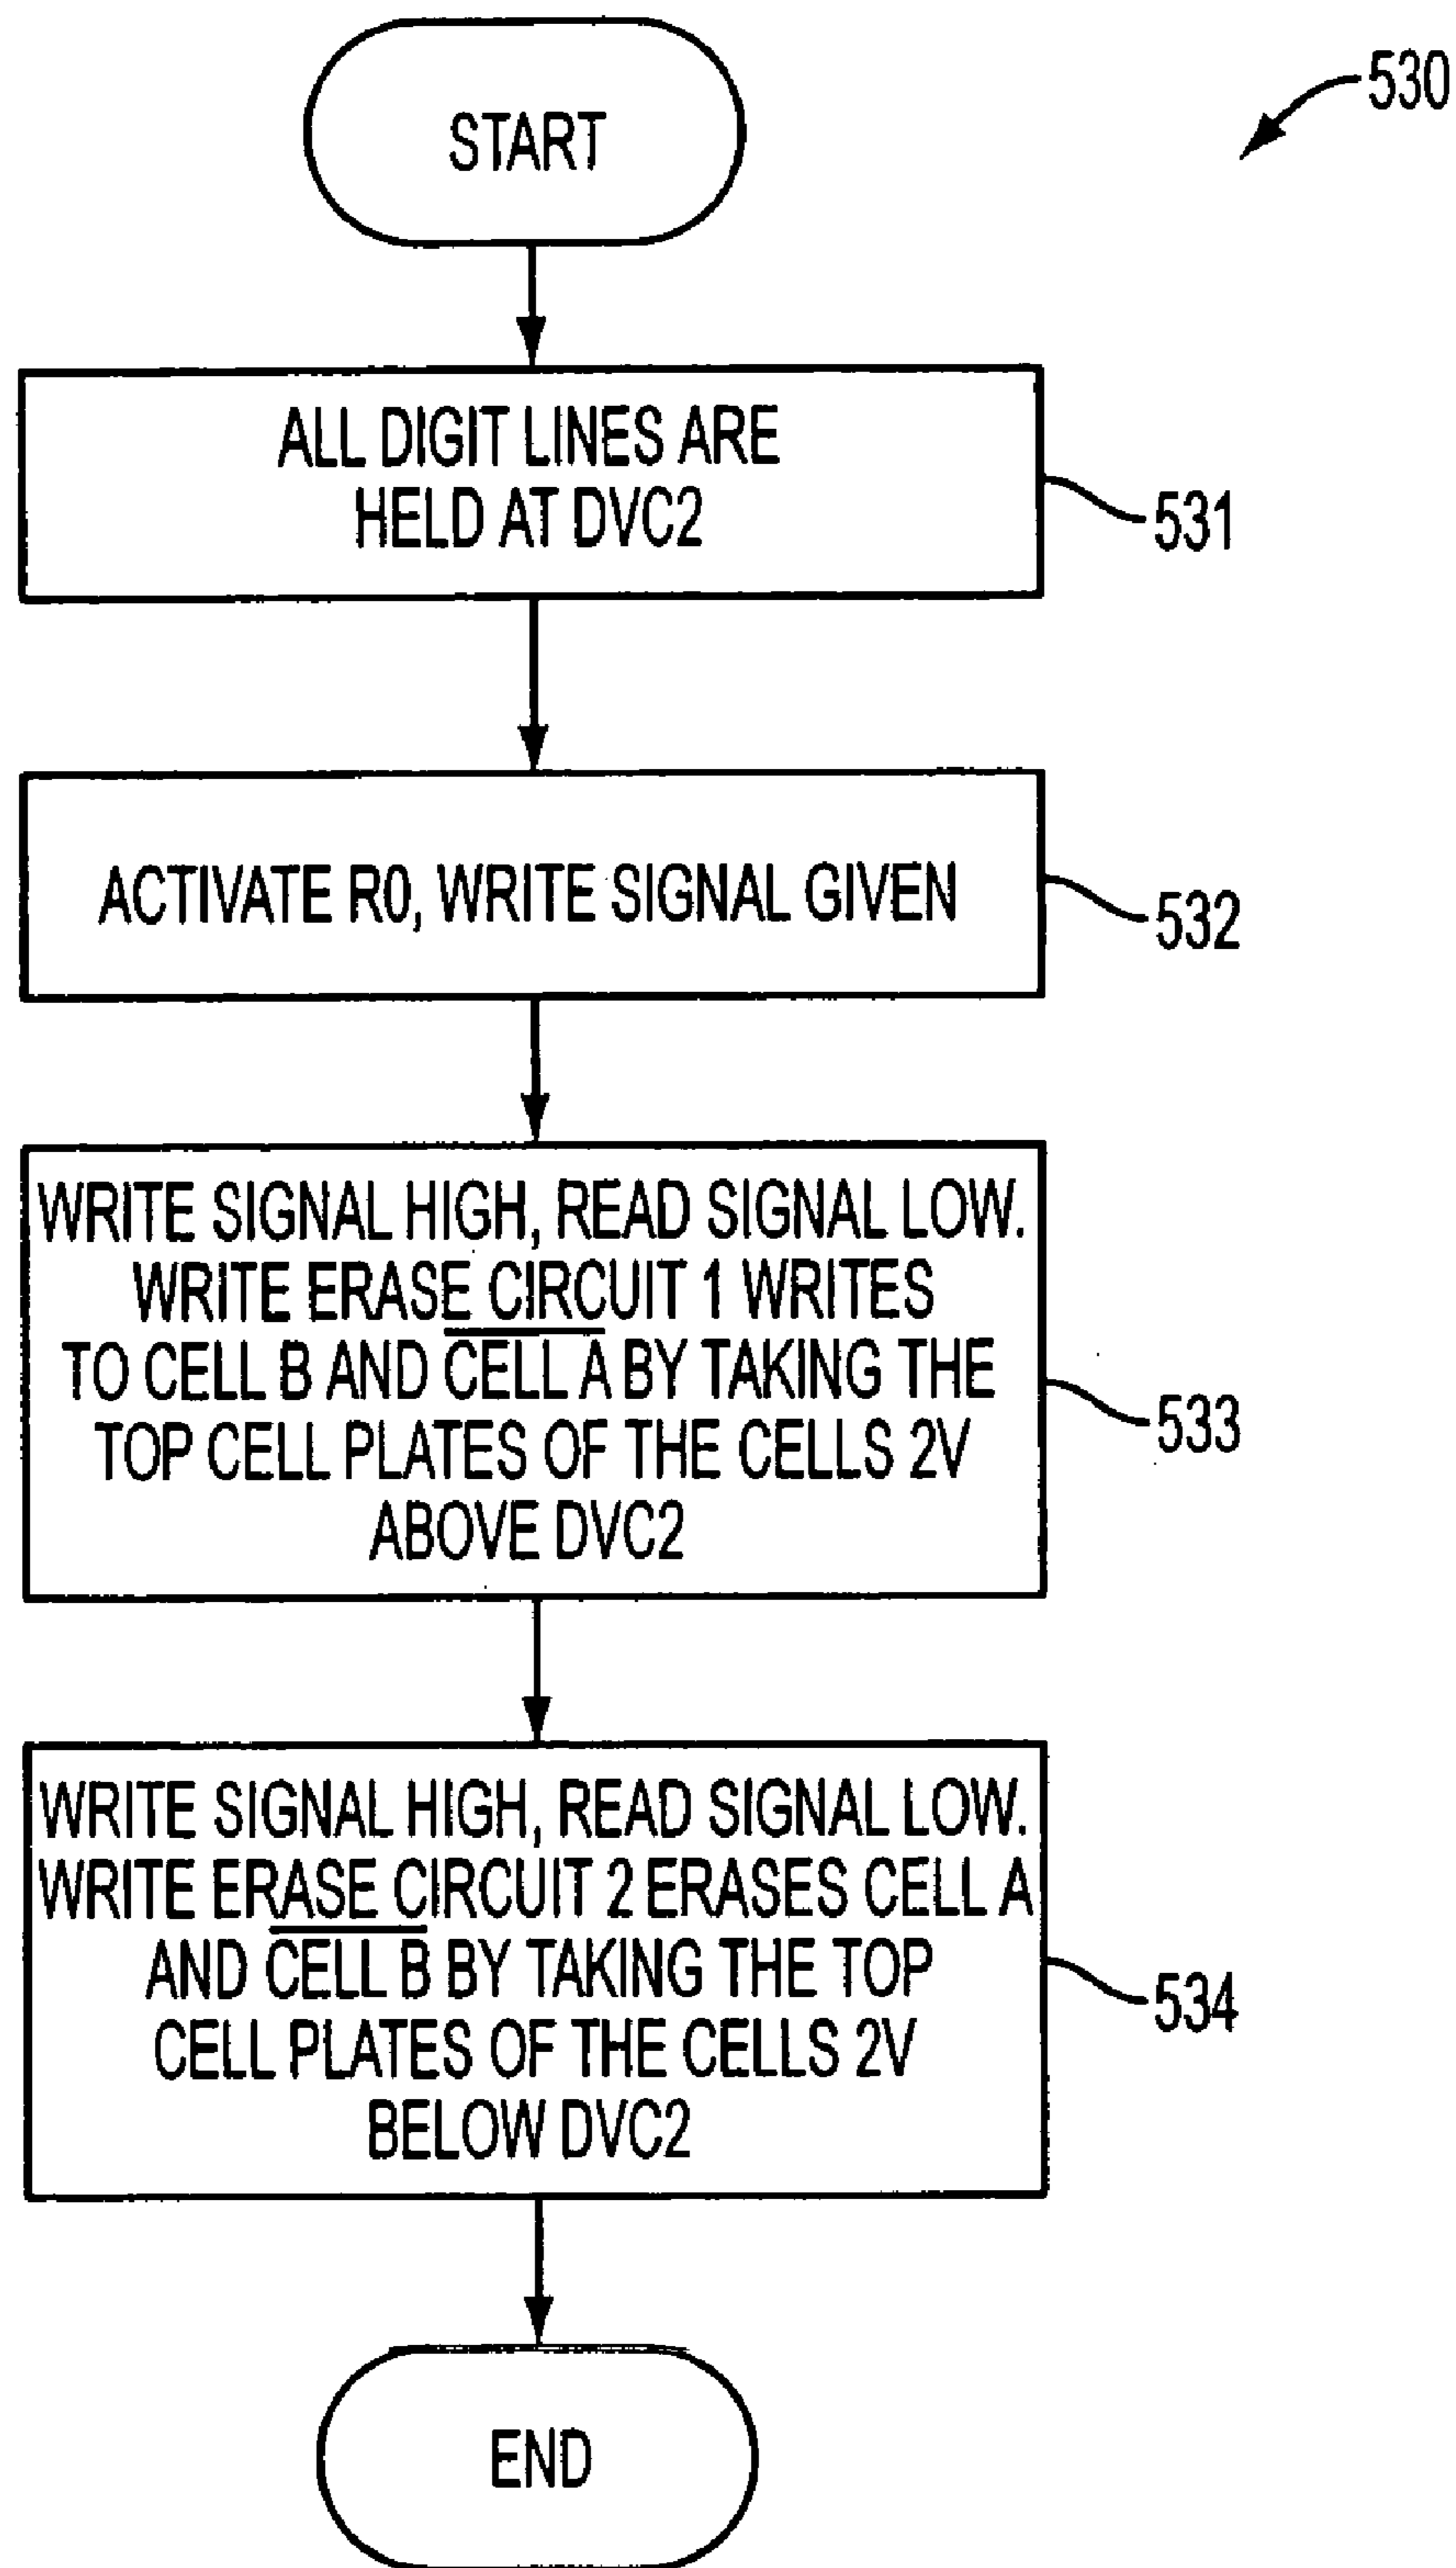 START
530
ALL DIGIT LINES ARE
HELD AT DVC2
531
ACTIVATE R0, WRITE SIGNAL GIVEN
532
WRITE SIGNAL HIGH, READ SIGNAL LOW.
WRITE ERASE CIRCUIT 1 WRITES
TO CELL B AND C̅E̅L̅L̅ ̅A̅ BY TAKING THE
TOP CELL PLATES OF THE CELLS 2V
ABOVE DVC2
533
WRITE SIGNAL HIGH, READ SIGNAL LOW.
WRITE ERASE CIRCUIT 2 ERASES CELL A
AND C̅E̅L̅L̅ ̅B̅ BY TAKING THE TOP
CELL PLATES OF THE CELLS 2V
BELOW DVC2
534
END